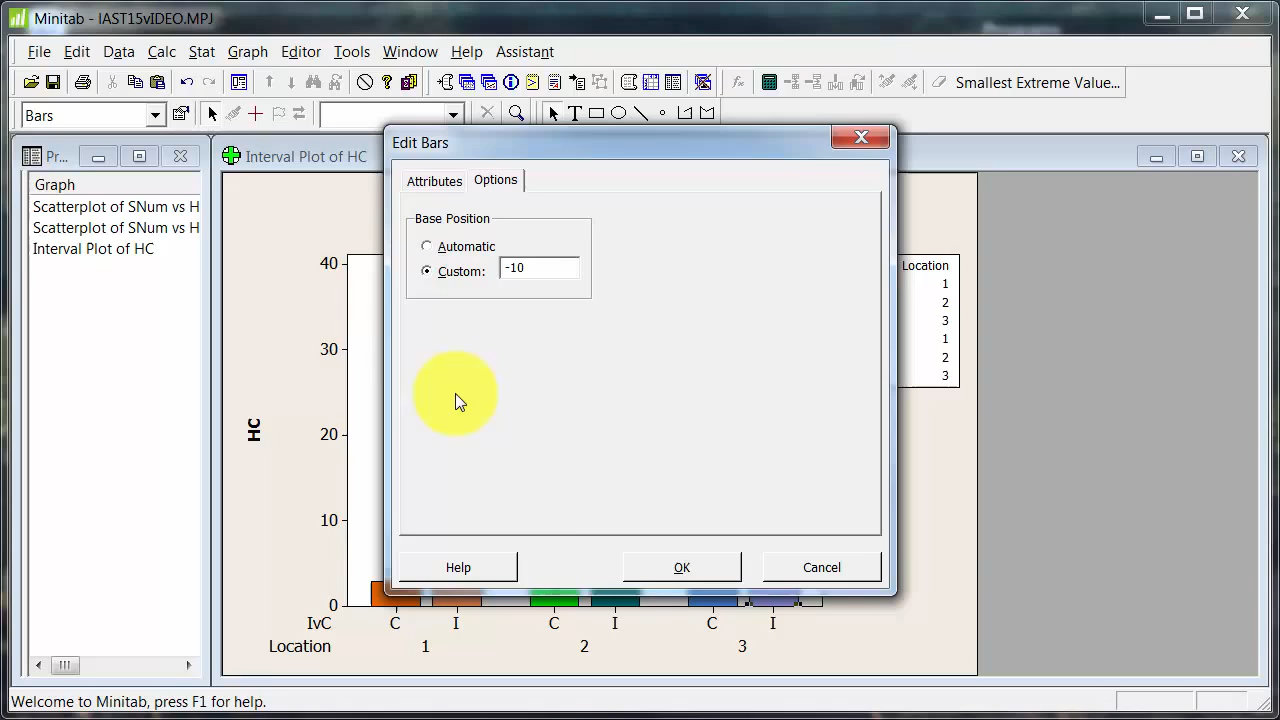 Minitab - IAST15vIDEO.MPJ
File Edit Data Calc Stat Graph Editor Tools Window Help Assistant
Smallest Extreme Value...
Bars
Pr...
Graph
Scatterplot of SNum vs H
Scatterplot of SNum vs H
Interval Plot of HC
Interval Plot of HC
Edit Bars
Attributes Options
Base Position
Automatic
Custom: -10
Help OK Cancel
Location
1
2
3
1
2
3
40
30
20
10
0
HC
IvC C I C I C I
Location 1 2 3
Welcome to Minitab, press F1 for help.